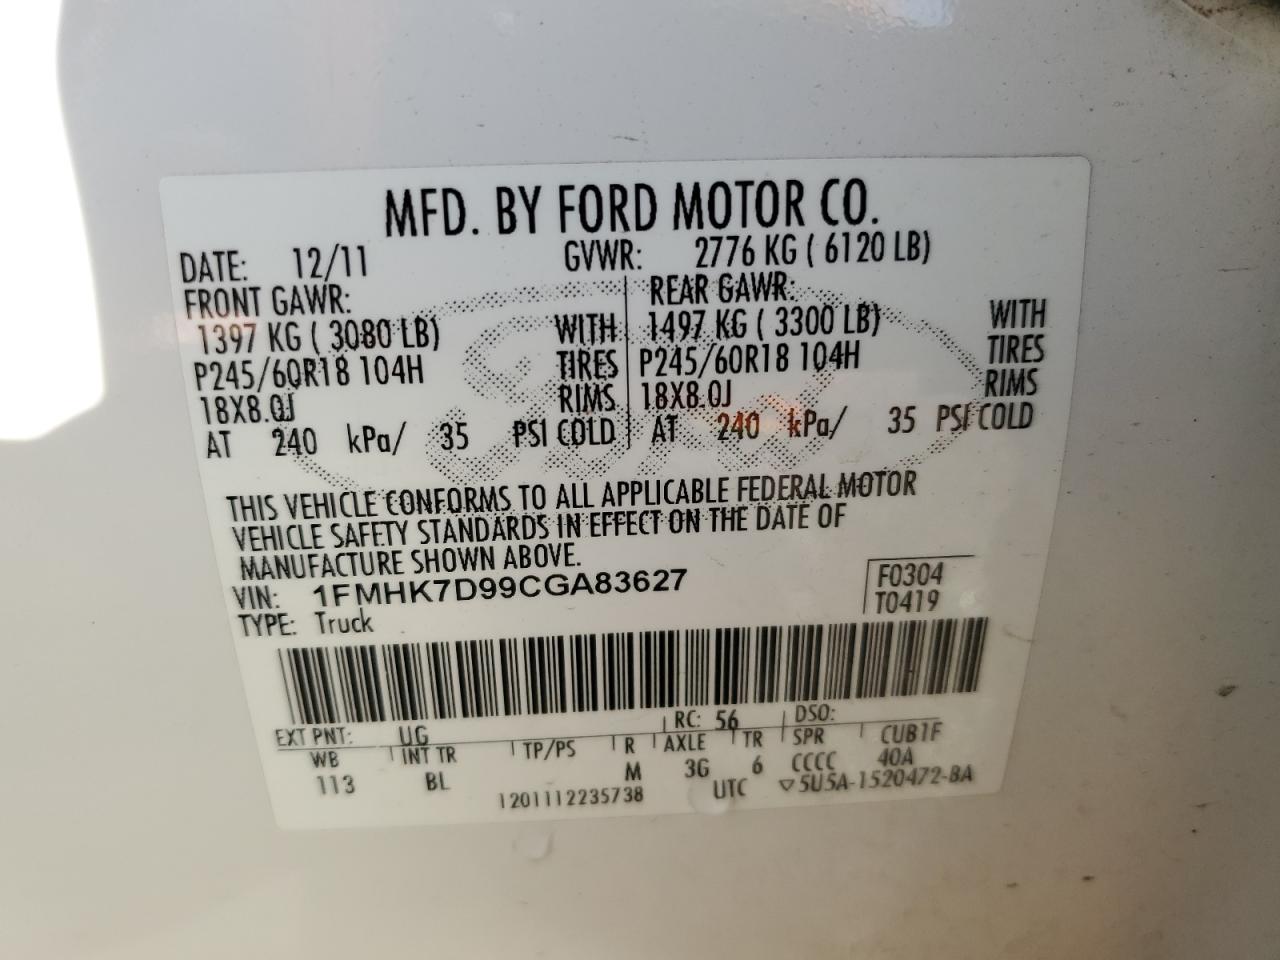 MFD. BY FORD MOTOR CO.
DATE: 12/11 GVWR: 2776 KG ( 6120 LB)
FRONT GAWR: REAR GAWR:
1397 KG ( 3080 LB) WITH 1497 KG ( 3300 LB) WITH
P245/60R18 104H TIRES P245/60R18 104H TIRES
18X8.0J RIMS 18X8.0J RIMS
AT 240 kPa/ 35 PSI COLD AT 240 kPa/ 35 PSI COLD
THIS VEHICLE CONFORMS TO ALL APPLICABLE FEDERAL MOTOR
VEHICLE SAFETY STANDARDS IN EFFECT ON THE DATE OF
MANUFACTURE SHOWN ABOVE.
VIN: 1FMHK7D99CGA83627 F0304
TYPE: Truck T0419
EXT PNT: UG RC: 56 DSO:
WB INT TR TP/PS R AXLE TR SPR CUB1F
113 BL M 3G 6 CCCC 40A
1201112235738 UTC ▽5U5A-1520472-BA